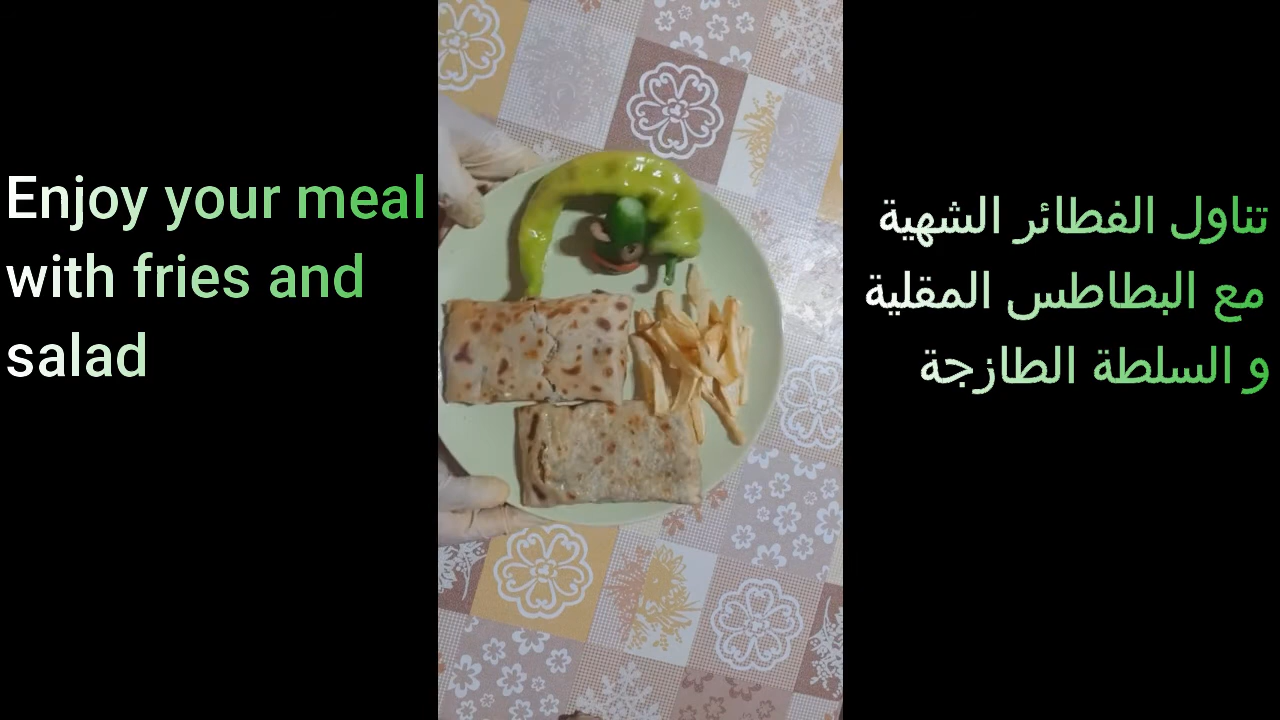 Enjoy your meal
with fries and
salad
تناول الفطائر الشهية
مع البطاطس المقلية
و السلطة الطازجة